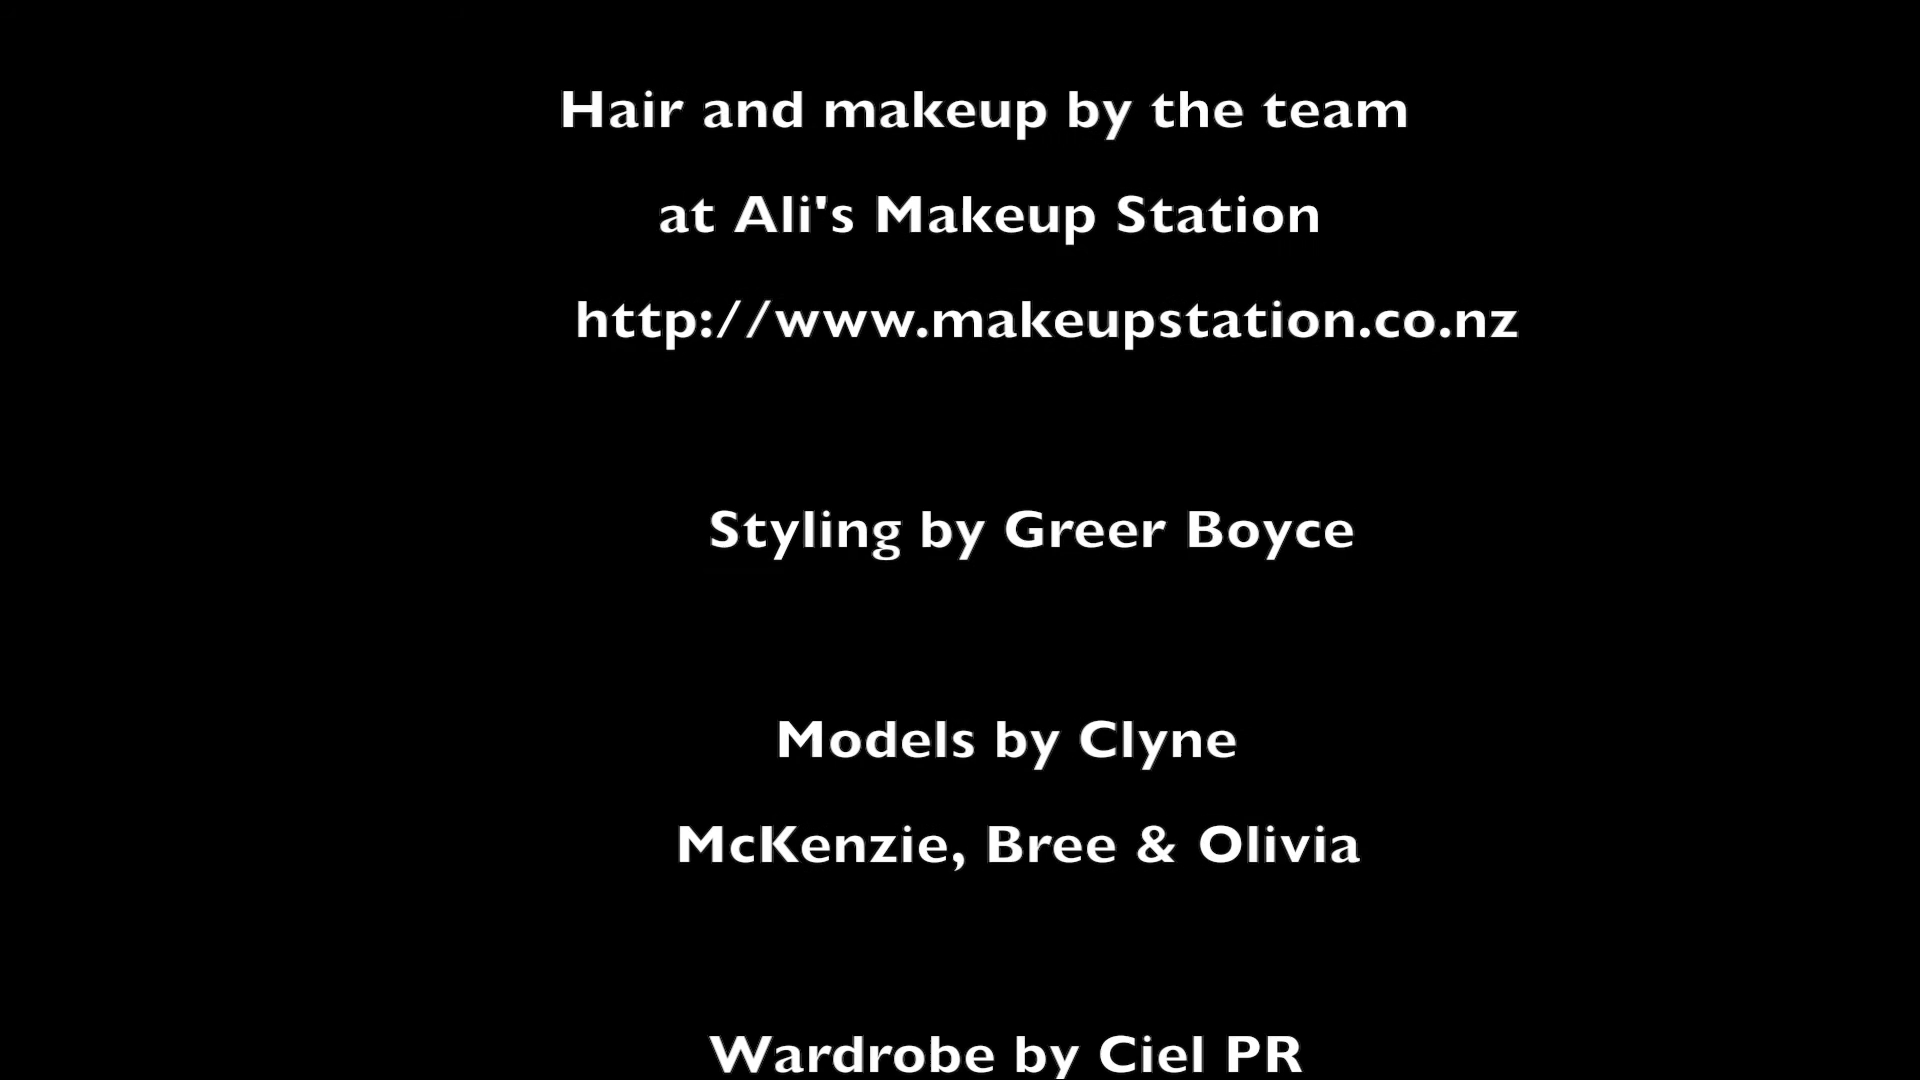 Hair and makeup by the team
at Ali's Makeup Station
http://www.makeupstation.co.nz
Styling by Greer Boyce
Models by Clyne
McKenzie, Bree & Olivia
Wardrobe by Ciel PR